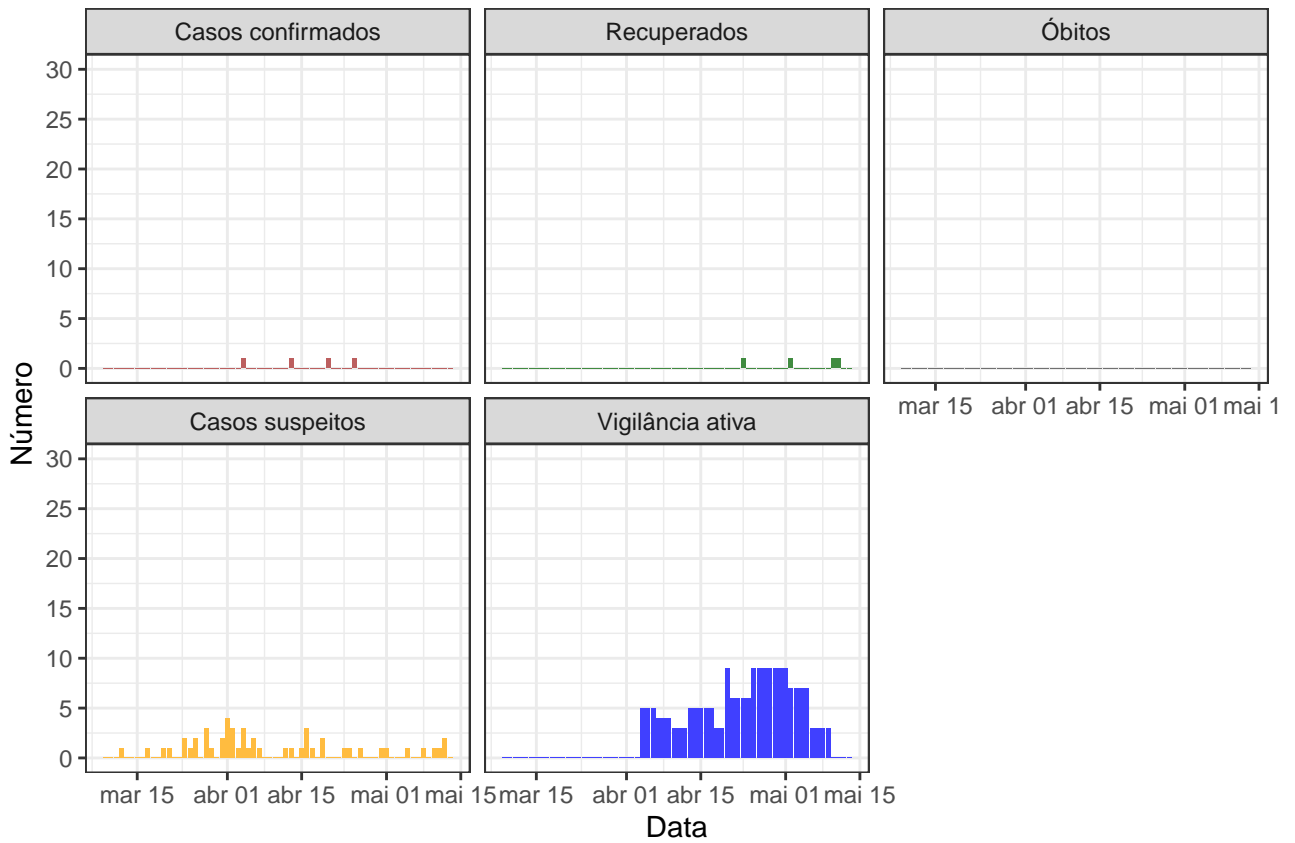 Casos confirmados
Recuperados
Óbitos
30
25
20
15
10
5
0
mar 15 abr 01 abr 15 mai 01 mai 1
Casos suspeitos
Vigilância ativa
30
25
20
15
10
5
0
mar 15 abr 01 abr 15 mai 01 mai 15
mar 15 abr 01 abr 15 mai 01 mai 15
Número
Data